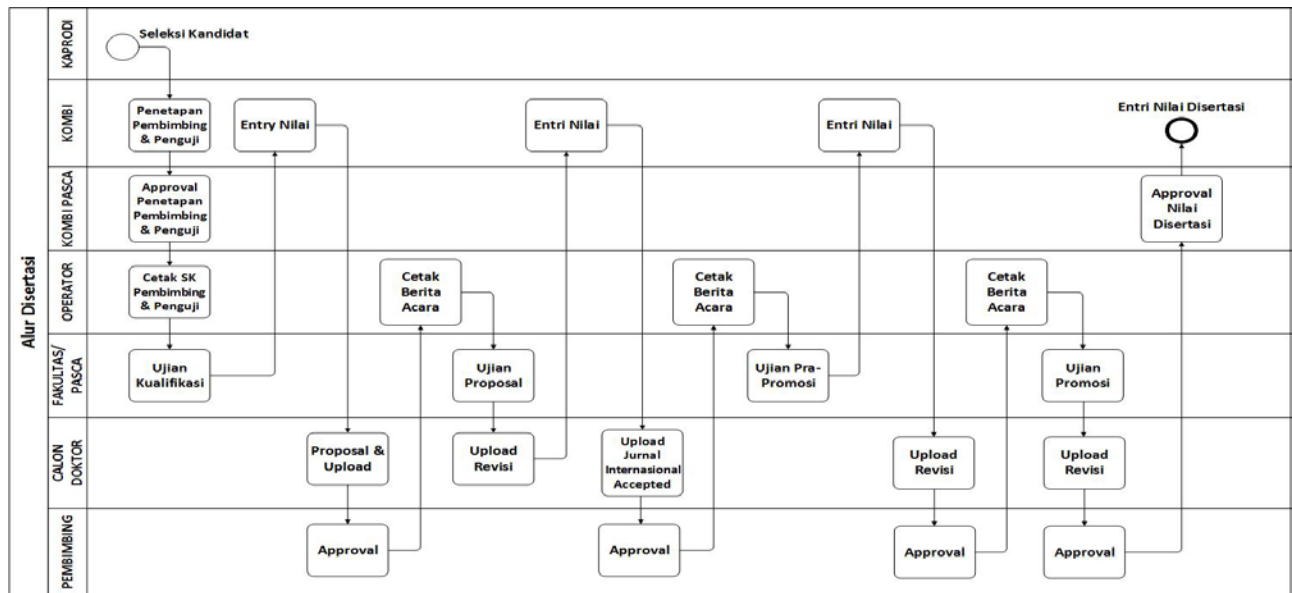 Alur Disertasi
KAPRODI
Seleksi Kandidat
KOMBI
Penetapan
Pembimbing
& Penguji
Entry Nilai
Entri Nilai
Entri Nilai
Entri Nilai Disertasi
KOMBI PASCA
Approval
Penetapan
Pembimbing
& Penguji
Approval
Nilai
Disertasi
OPERATOR
Cetak SK
Pembimbing
& Penguji
Cetak
Berita
Acara
Cetak
Berita
Acara
Cetak
Berita
Acara
FAKULTAS/
PASCA
Ujian
Kualifikasi
Ujian
Proposal
Ujian Pra-
Promosi
Ujian
Promosi
CALON
DOKTOR
Proposal &
Upload
Upload
Revisi
Upload
Jurnal
Internasional
Accepted
Upload
Revisi
Upload
Revisi
PEMBIMBING
Approval
Approval
Approval
Approval